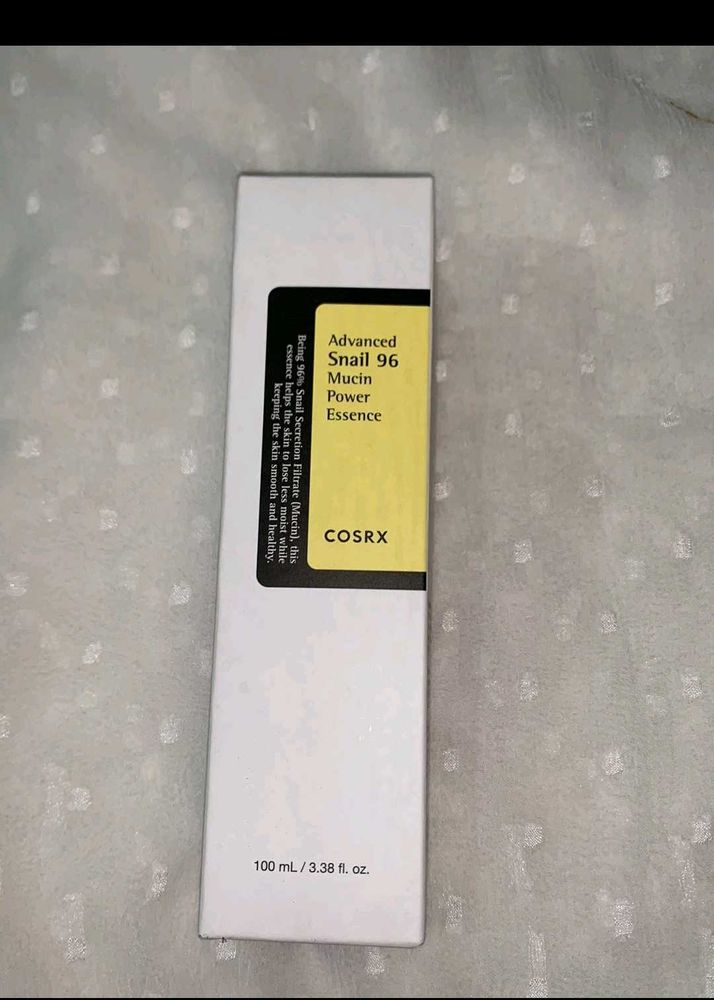 Advanced
Snail 96
Mucin
Power
Essence
COSRX
Being 96% Snail Secretion Filtrate (Mucin), this
essence helps the skin to lose less moist while
keeping the skin smooth and healthy.
100 mL / 3.38 fl. oz.